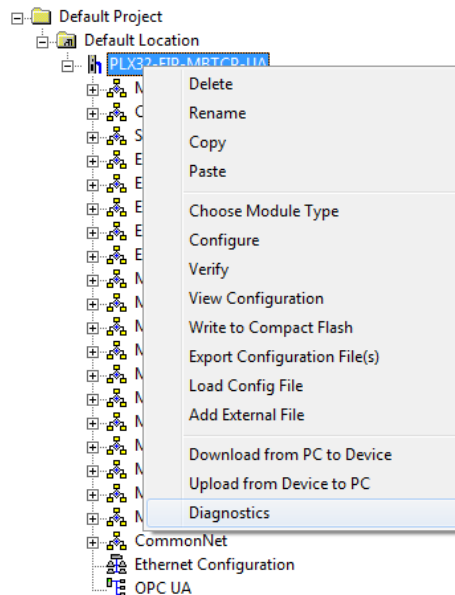 Default Project
Default Location
PLX32-EIP-MBTCP-UA
M
Delete
C
Rename
S
Copy
E
Paste
E
E
Choose Module Type
E
Configure
E
Verify
M
View Configuration
M
Write to Compact Flash
M
Export Configuration File(s)
M
Load Config File
M
Add External File
M
M
Download from PC to Device
M
Upload from Device to PC
M
Diagnostics
M
CommonNet
Ethernet Configuration
OPC UA